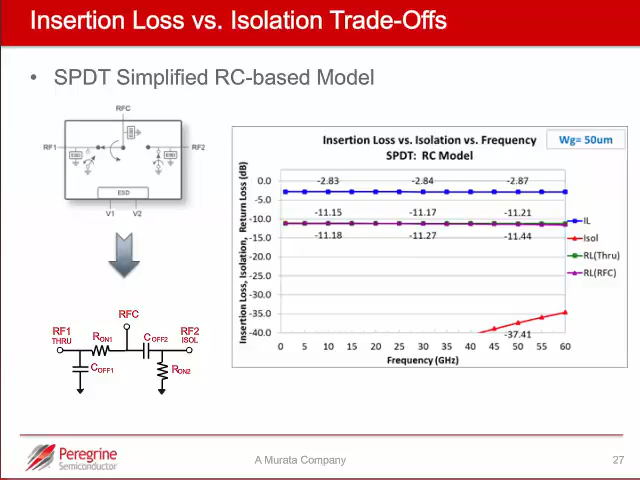 Insertion Loss vs. Isolation Trade-Offs
• SPDT Simplified RC-based Model
RFC
ESD
RF1
RF2
ESD
ESD
ESD
V1 V2
RFC
RF1
THRU
RON1
COFF2
RF2
ISOL
COFF1
RON2
Insertion Loss vs. Isolation vs. Frequency
SPDT: RC Model
Wg= 50um
Insertion Loss, Isolation, Return Loss (dB)
0.0
-5.0
-10.0
-15.0
-20.0
-25.0
-30.0
-35.0
-40.0
-2.83 -2.84 -2.87
-11.15 -11.17 -11.21
-11.18 -11.27 -11.44
-37.41
0 5 10 15 20 25 30 35 40 45 50 55 60
Frequency (GHz)
IL
Isol
RL(Thru)
RL(RFC)
Peregrine
Semiconductor
A Murata Company
27